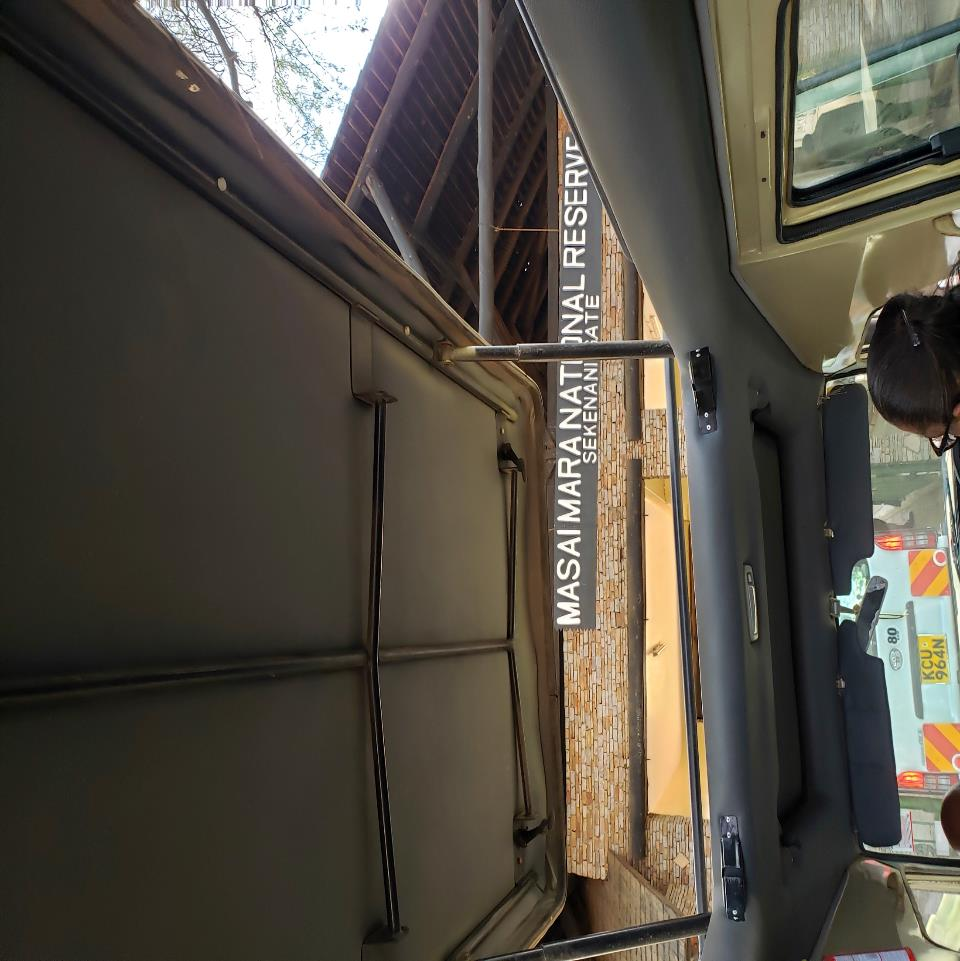 MASAI MARA NATIONAL RESERVE
SEKENANI GATE
80
KCU
964N